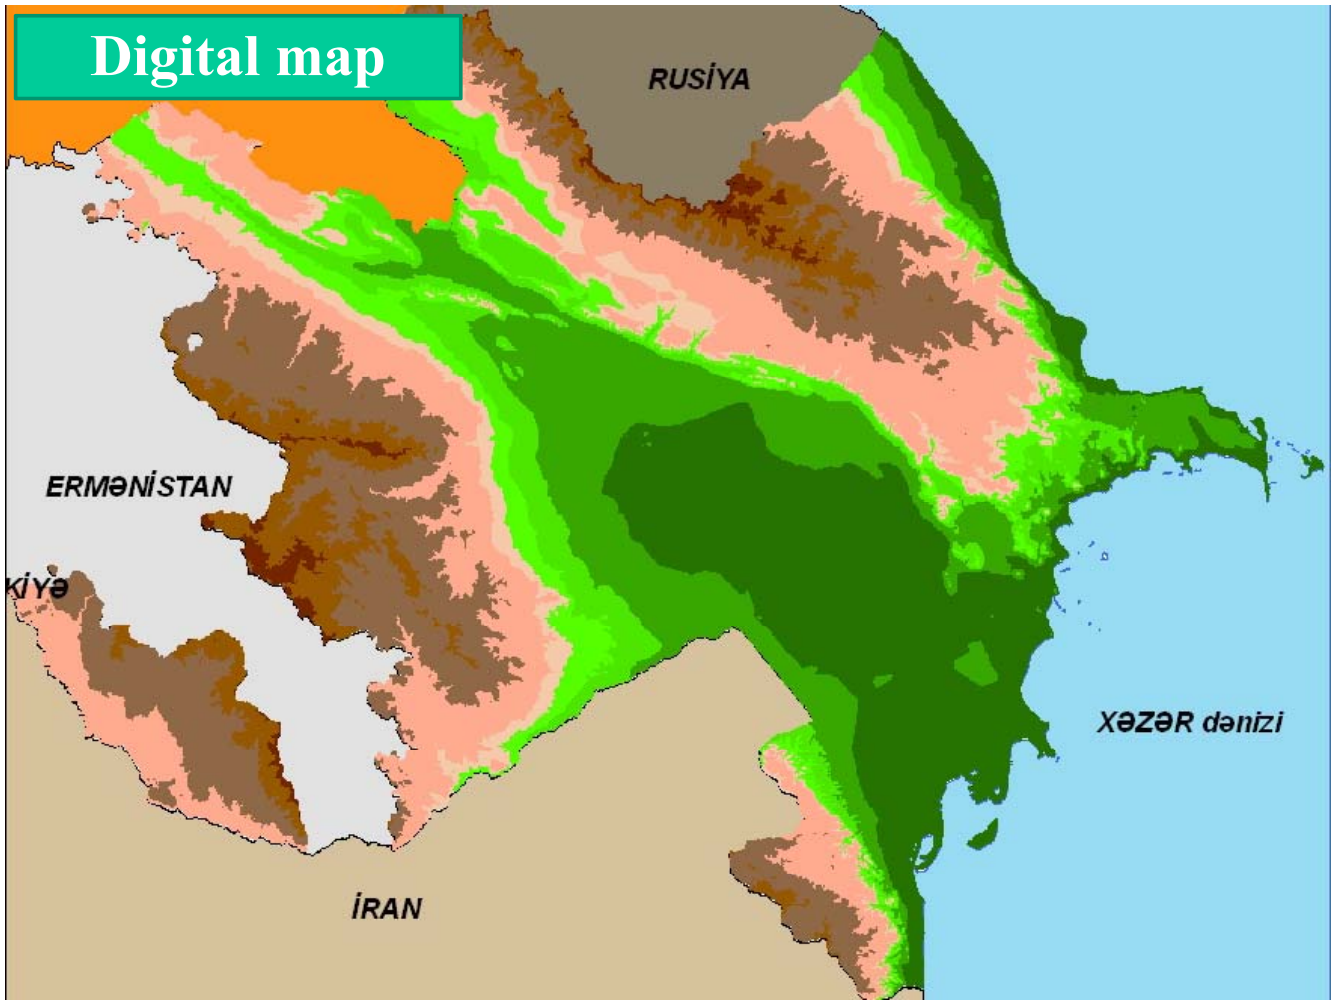 Digital map
RUSİYA
ERMƏNİSTAN
KİYƏ
XƏZƏR dənizi
İRAN